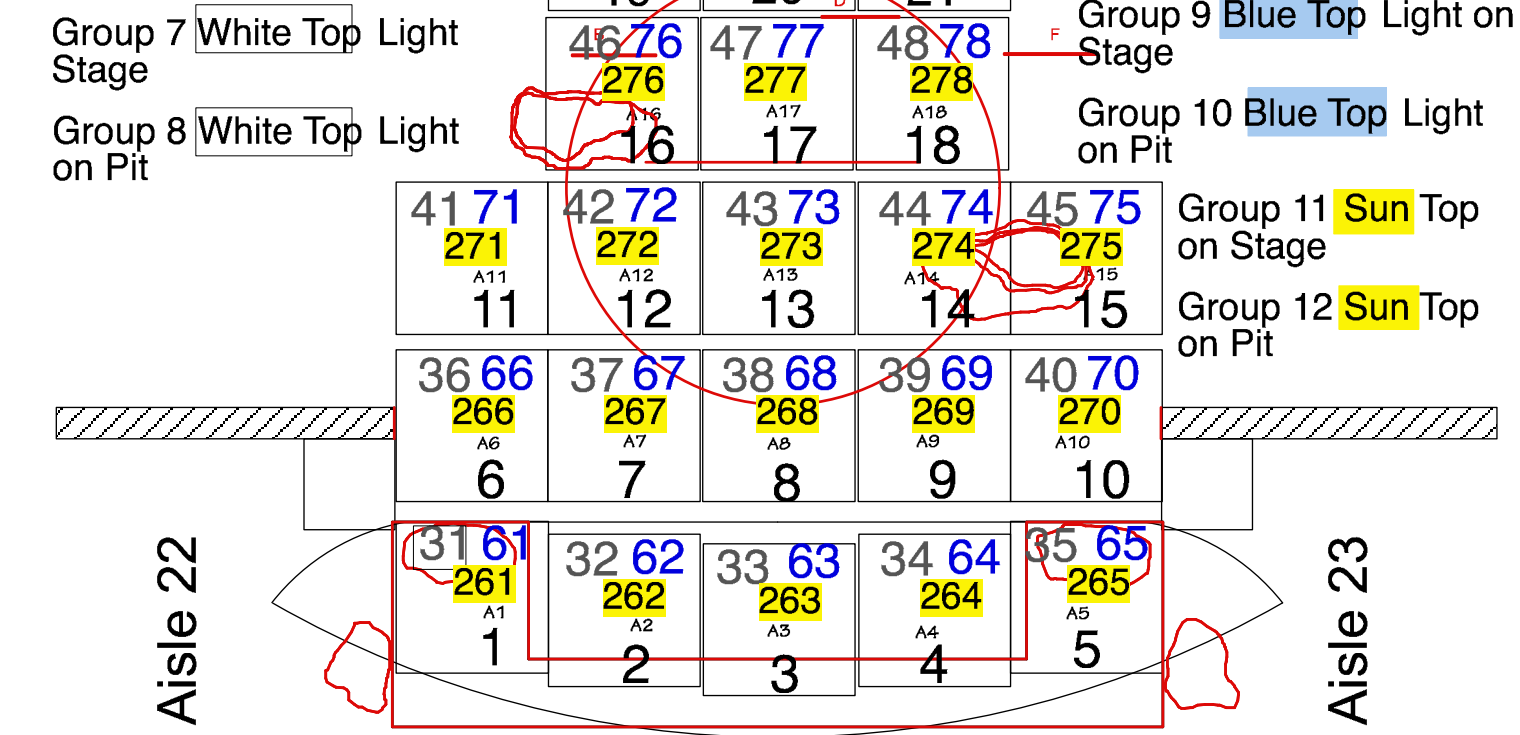 Group 7 White Top Light
Stage
Group 8 White Top Light
on Pit
Group 9 Blue Top Light on
Stage
Group 10 Blue Top Light
on Pit
Group 11 Sun Top
on Stage
Group 12 Sun Top
on Pit
D
E
F
46 76 47 77 48 78
276 277 278
A16 A17 A18
16 17 18
41 71 42 72 43 73 44 74 45 75
271 272 273 274 275
A11 A12 A13 A14 A15
11 12 13 14 15
36 66 37 67 38 68 39 69 40 70
266 267 268 269 270
A6 A7 A8 A9 A10
6 7 8 9 10
31 61 32 62 33 63 34 64 35 65
261 262 263 264 265
A1 A2 A3 A4 A5
1 2 3 4 5
Aisle 22
Aisle 23